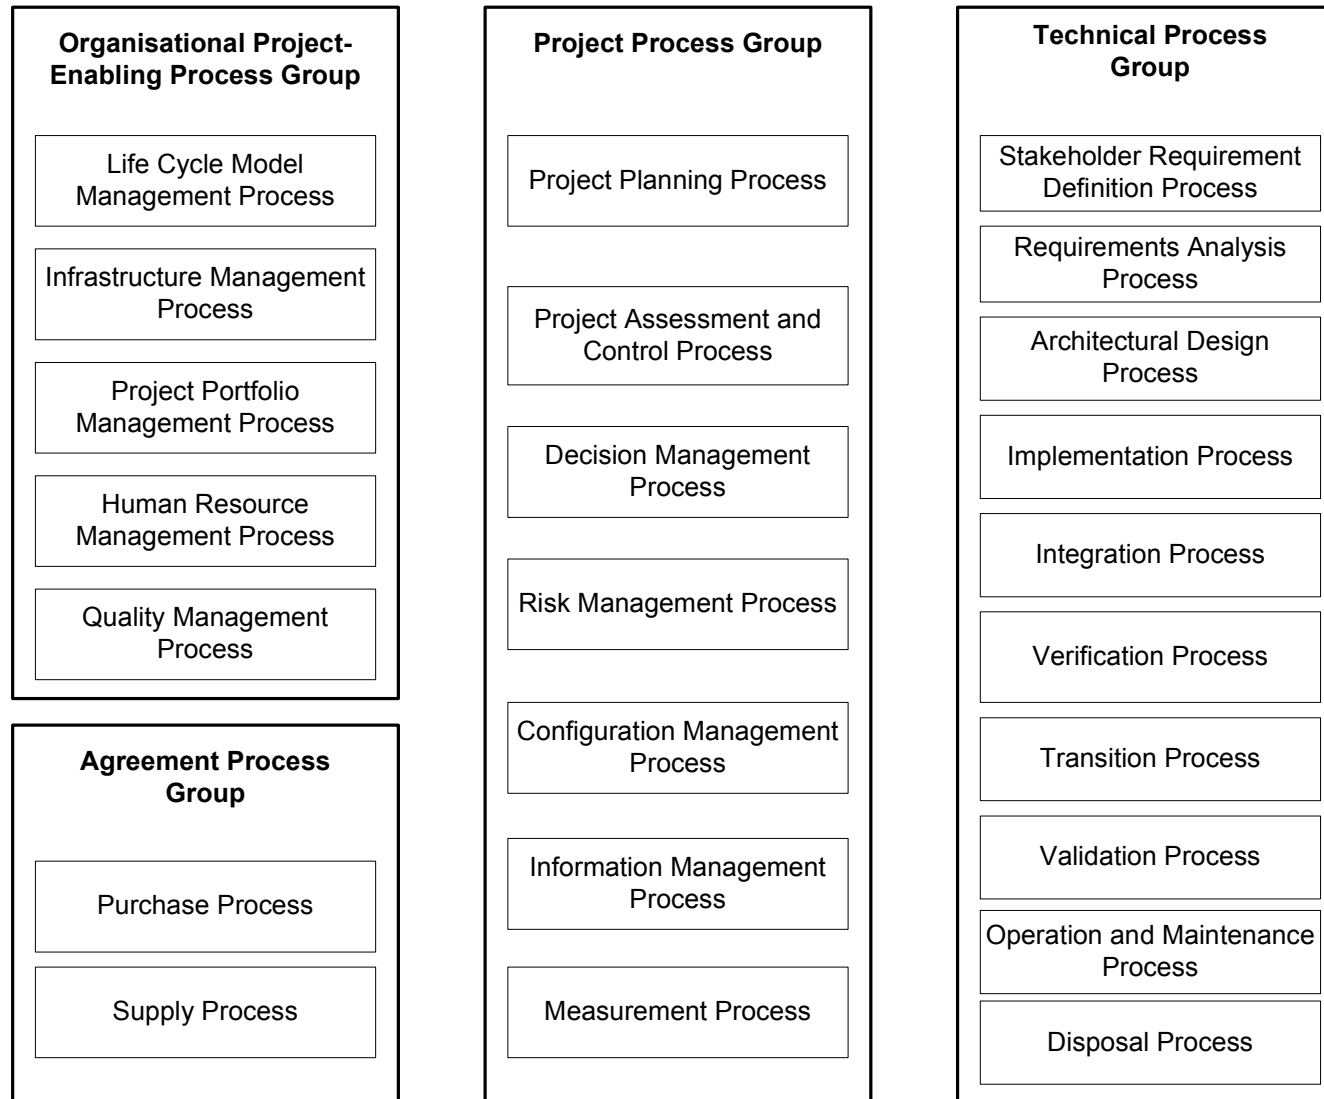 Organisational Project-
Enabling Process Group
Life Cycle Model
Management Process
Infrastructure Management
Process
Project Portfolio
Management Process
Human Resource
Management Process
Quality Management
Process
Agreement Process
Group
Purchase Process
Supply Process
Project Process Group
Project Planning Process
Project Assessment and
Control Process
Decision Management
Process
Risk Management Process
Configuration Management
Process
Information Management
Process
Measurement Process
Technical Process
Group
Stakeholder Requirement
Definition Process
Requirements Analysis
Process
Architectural Design
Process
Implementation Process
Integration Process
Verification Process
Transition Process
Validation Process
Operation and Maintenance
Process
Disposal Process